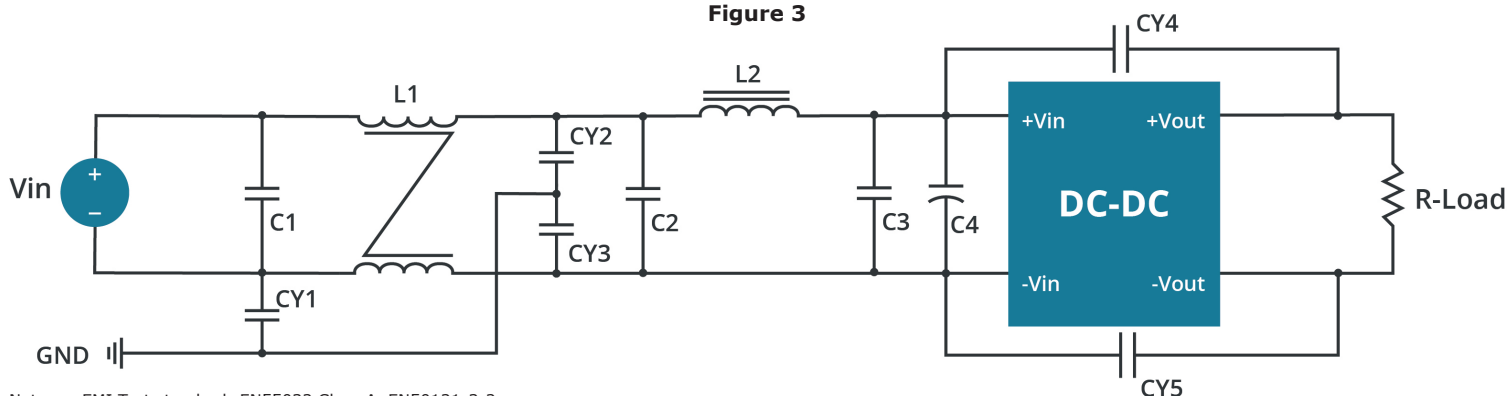 Figure 3
CY4
L2
L1
CY2
+Vin
+Vout
Vin
+
−
DC-DC
R-Load
C1
C2
C3
C4
CY3
-Vin
-Vout
CY1
GND
CY5